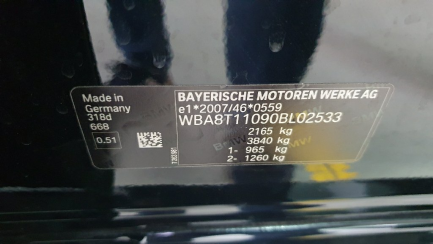 Made in
Germany
318d
668
0.51
BAYERISCHE MOTOREN WERKE AG
e1*2007/46*0559
WBA8T11090BL02533
2165 kg
3840 kg
1- 965 kg
2- 1260 kg